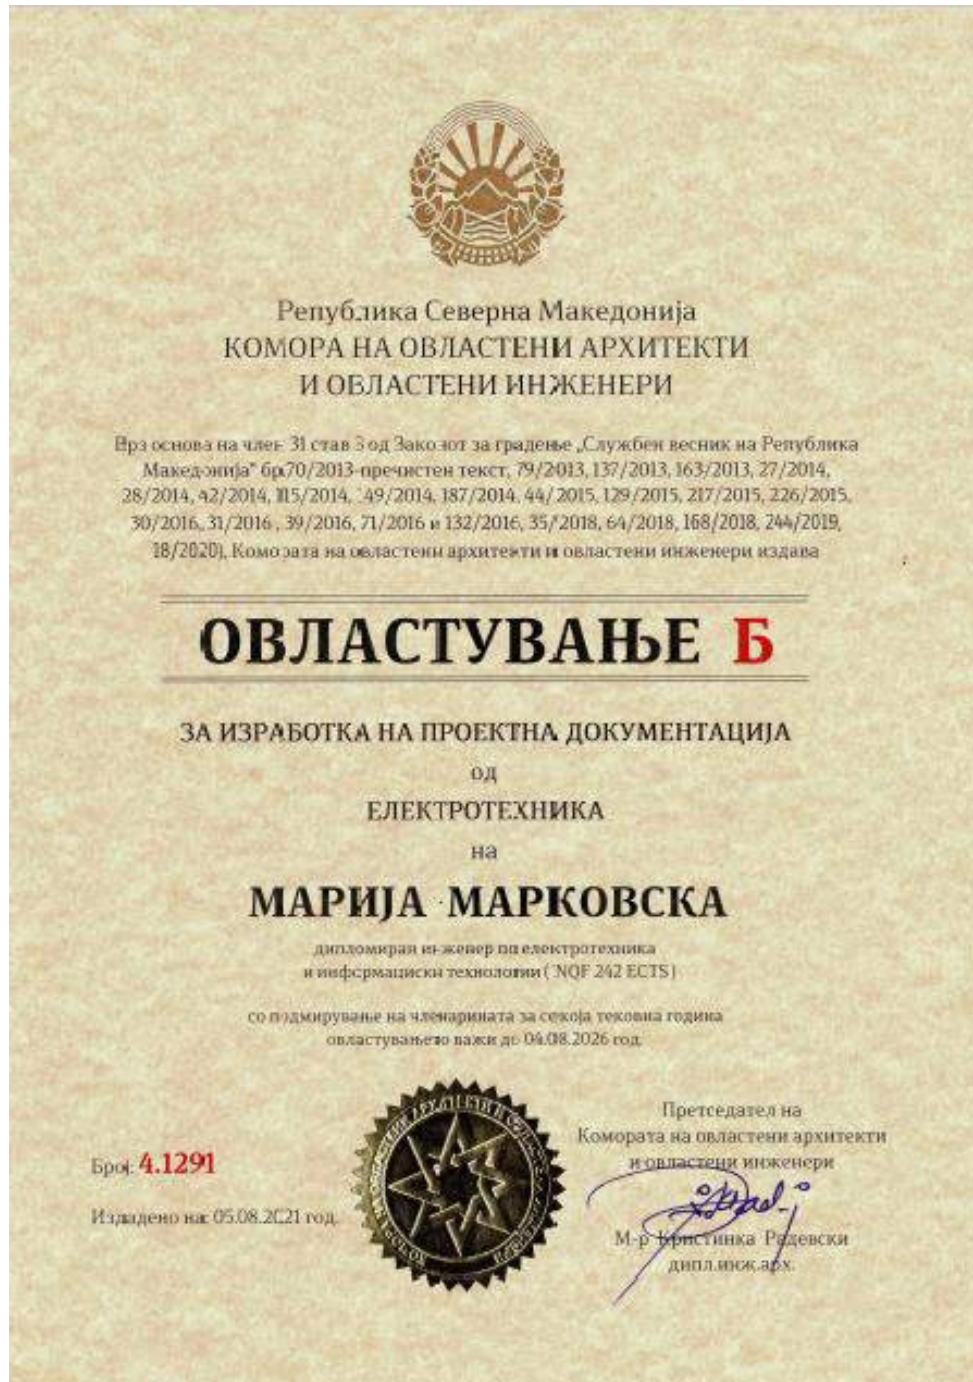 Република Северна Македонија
КОМОРА НА ОВЛАСТЕНИ АРХИТЕКТИ
И ОВЛАСТЕНИ ИНЖЕНЕРИ
Врз основа на член 31 став 3 од Законот за градење „Службен весник на Република
Македонија" бр.70/2013-пречистен текст, 79/2013, 137/2013, 163/2013, 27/2014,
28/2014, 42/2014, 115/2014, 149/2014, 187/2014, 44/2015, 129/2015, 217/2015, 226/2015,
30/2016, 31/2016, 39/2016, 71/2016 и 132/2016, 35/2018, 64/2018, 168/2018, 244/2019,
18/2020), Комората на овластени архитекти и овластени инженери издава
ОВЛАСТУВАЊЕ Б
ЗА ИЗРАБОТКА НА ПРОЕКТНА ДОКУМЕНТАЦИЈА
од
ЕЛЕКТРОТЕХНИКА
на
МАРИЈА МАРКОВСКА
дипломиран инженер по електротехника
и информациски технологии (NQF 242 ECTS)
со подмирување на членарината за секоја тековна година
овластувањето важи до 04.08.2026 год.
Број: 4.1291
Издадено на: 05.08.2021 год.
Претседател на
Комората на овластени архитекти
и овластени инженери
М-р Кристинка Радевски
дипл.инж.арх.